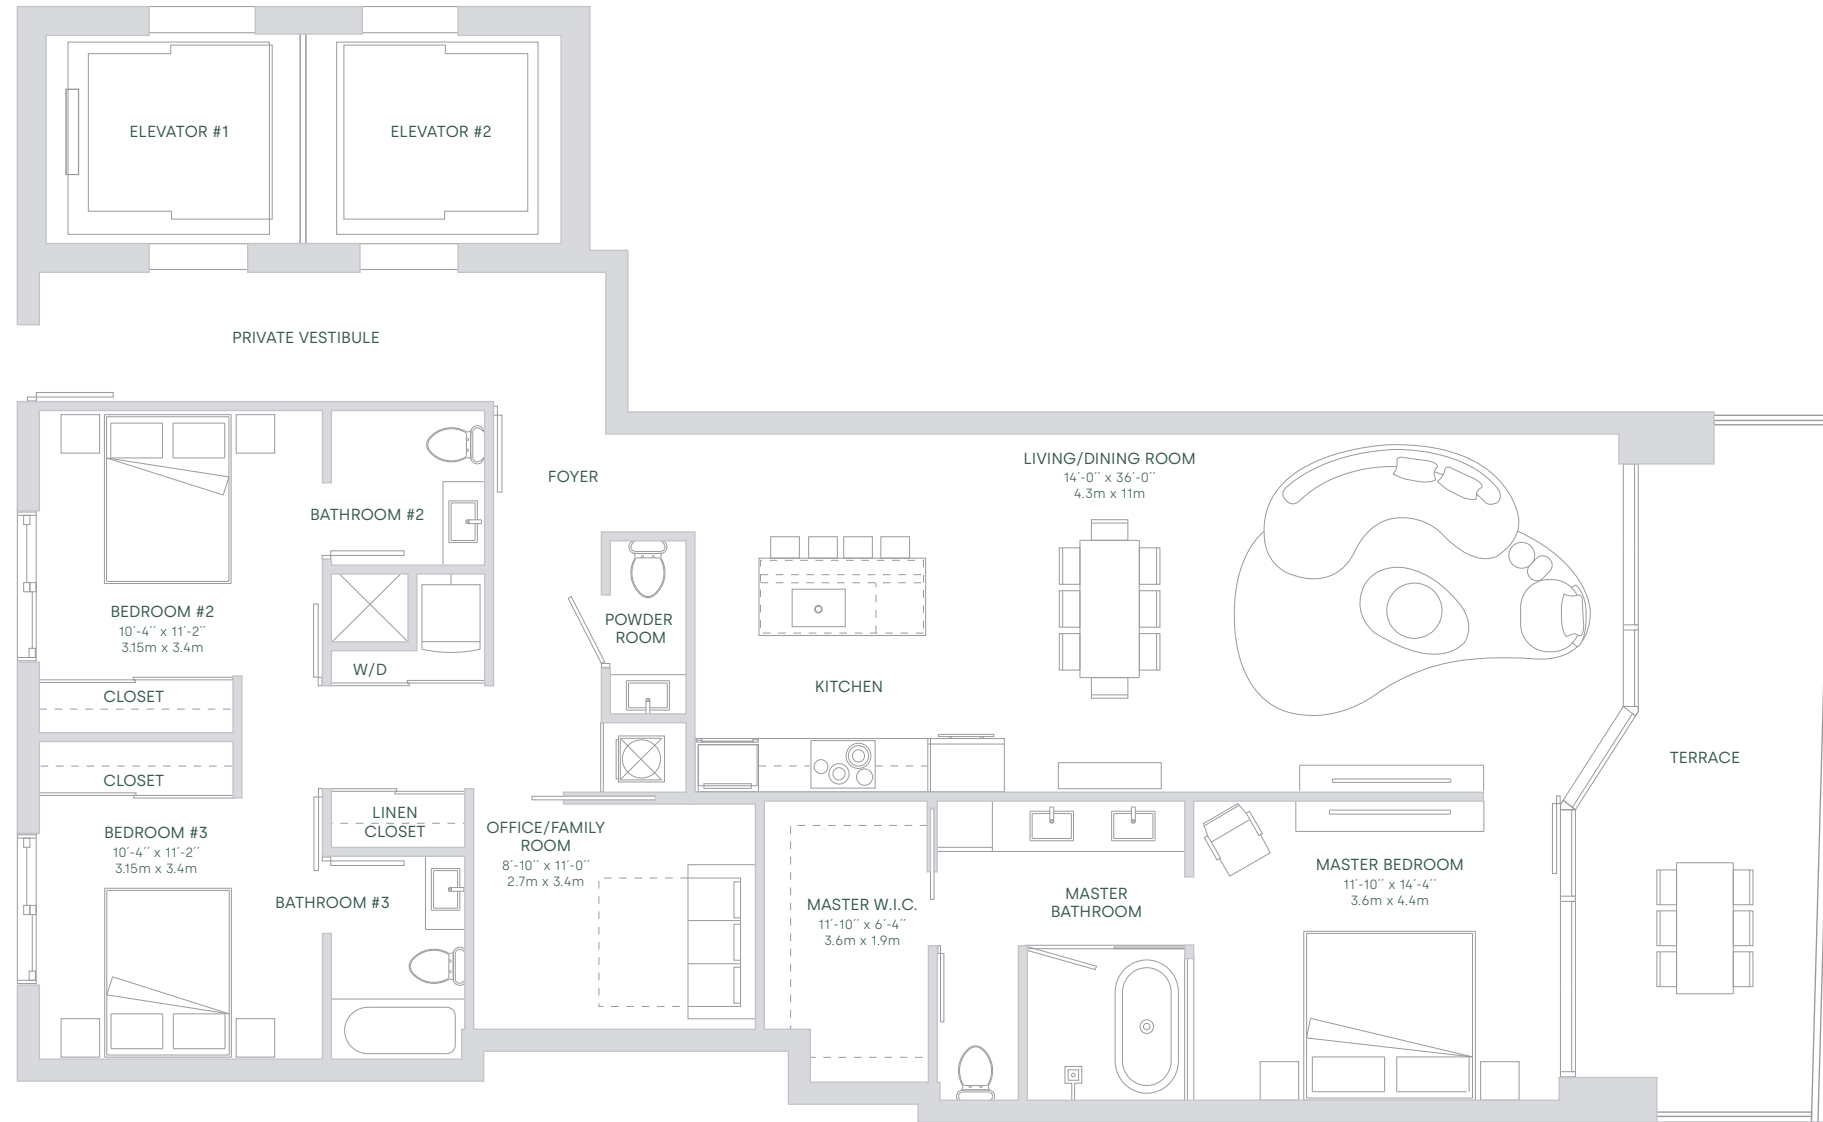 ELEVATOR #1
ELEVATOR #2
PRIVATE VESTIBULE
FOYER
LIVING/DINING ROOM
14´-0´´ x 36´-0´´
4.3m x 11m
BATHROOM #2
BEDROOM #2
10´-4´´ x 11´-2´´
3.15m x 3.4m
POWDER
ROOM
W/D
KITCHEN
CLOSET
CLOSET
TERRACE
LINEN
CLOSET
BEDROOM #3
10´-4´´ x 11´-2´´
3.15m x 3.4m
OFFICE/FAMILY
ROOM
8´-10´´ x 11´-0´´
2.7m x 3.4m
BATHROOM #3
MASTER W.I.C.
11´-10´´ x 6´-4´´
3.6m x 1.9m
MASTER
BATHROOM
MASTER BEDROOM
11´-10´´ x 14´-4´´
3.6m x 4.4m